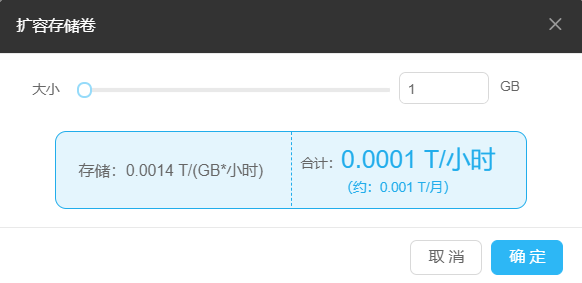 扩容存储卷
大小
1
GB
存储：0.0014 T/(GB*小时)
合计：0.0001 T/小时
（约：0.001 T/月）
取 消
确 定